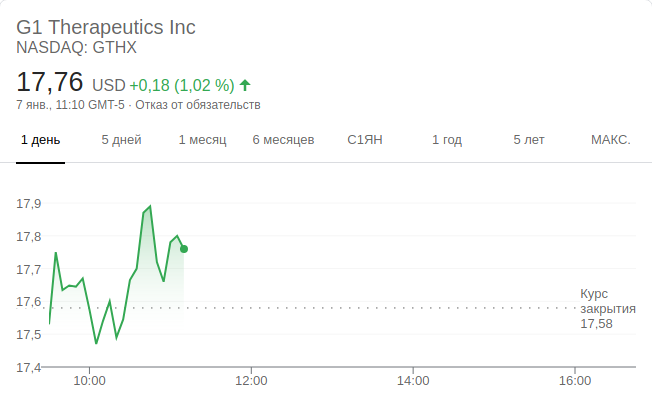 G1 Therapeutics Inc
NASDAQ: GTHX
17,76 USD +0,18 (1,02 %)
7 янв., 11:10 GMT-5 · Отказ от обязательств
1 день 5 дней 1 месяц 6 месяцев С1ЯН 1 год 5 лет МАКС.
17,9
17,8
17,7
17,6
17,5
17,4
Курс
закрытия
17,58
10:00 12:00 14:00 16:00